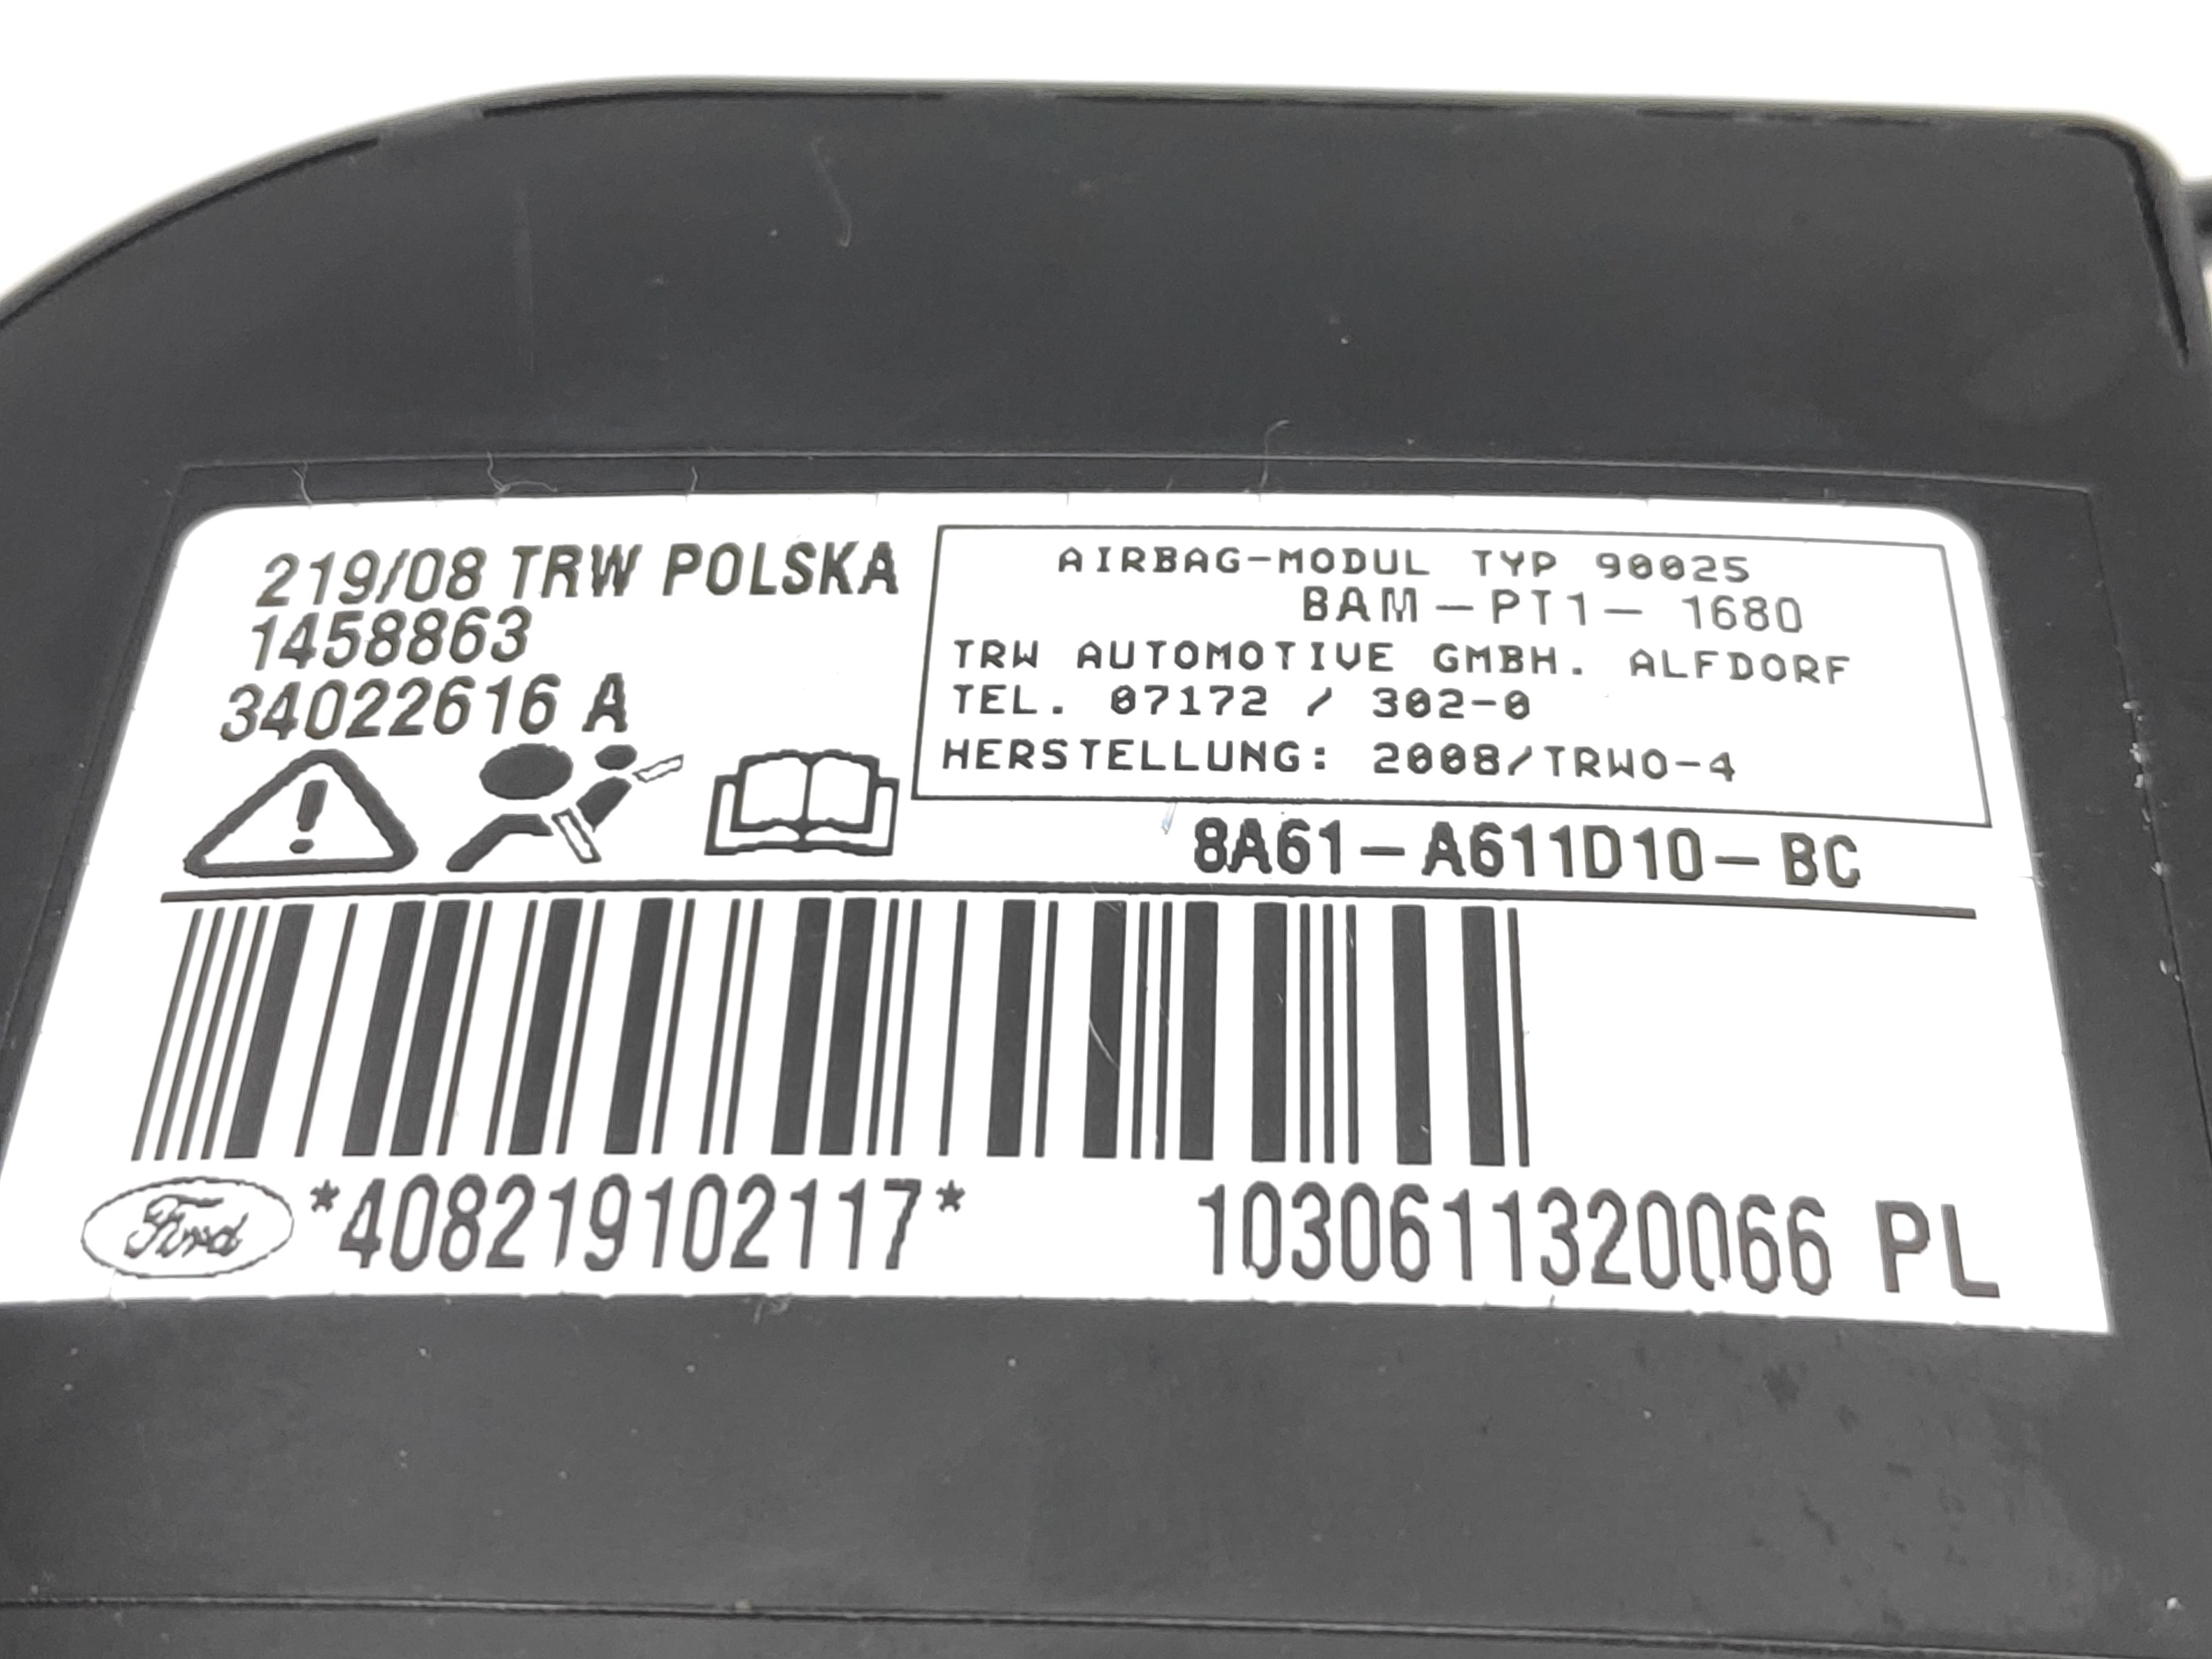 219/08 TRW POLSKA
1458863
34022616 A
AIRBAG-MODUL TYP 90025
BAM-PT1- 1680
TRW AUTOMOTIVE GMBH. ALFDORF
TEL. 07172 / 302-0
HERSTELLUNG: 2008/TRWO-4
8A61-A611D10-BC
Ford *408219102117* 1030611320066 PL